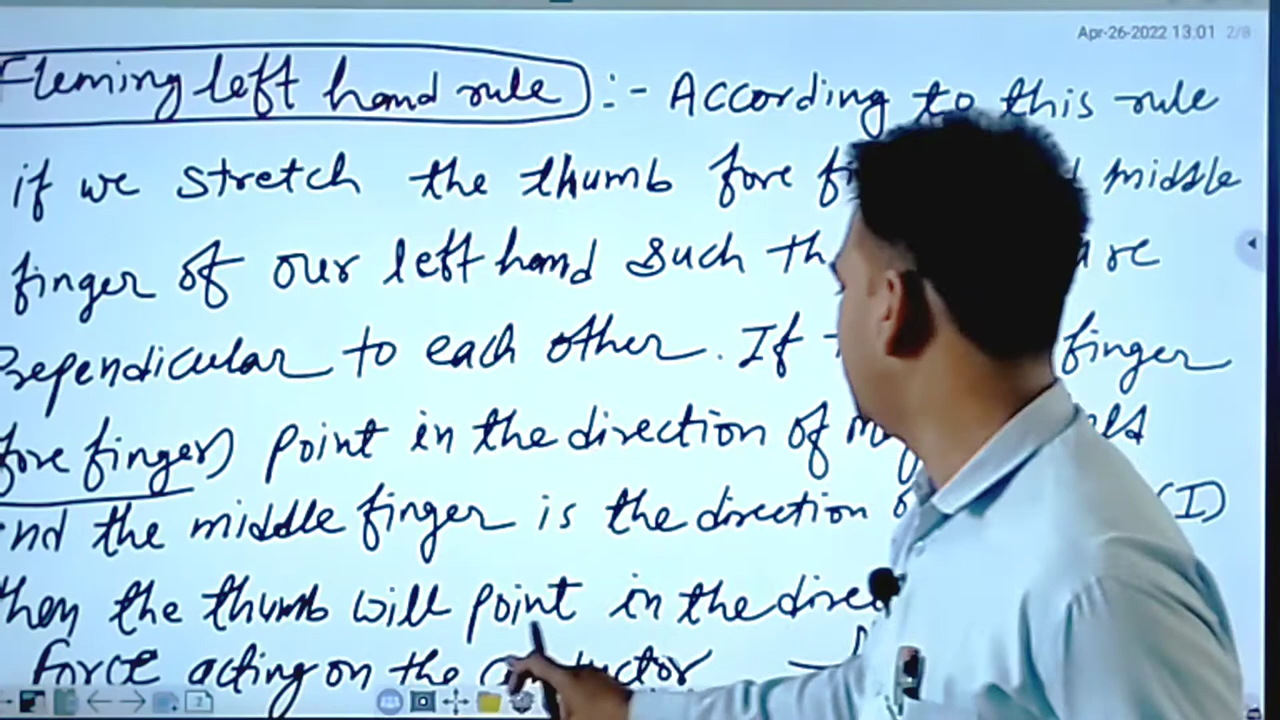 Apr-26-2022 13:01 2/8
Fleming left hand rule :- According to this rule
if we stretch the thumb fore middle
finger of our left hand such are
Perpendicular to each other. If finger
fore finger) point in the direction of
and the middle finger is the direction (I)
then the thumb will point in the
force acting on the conductor